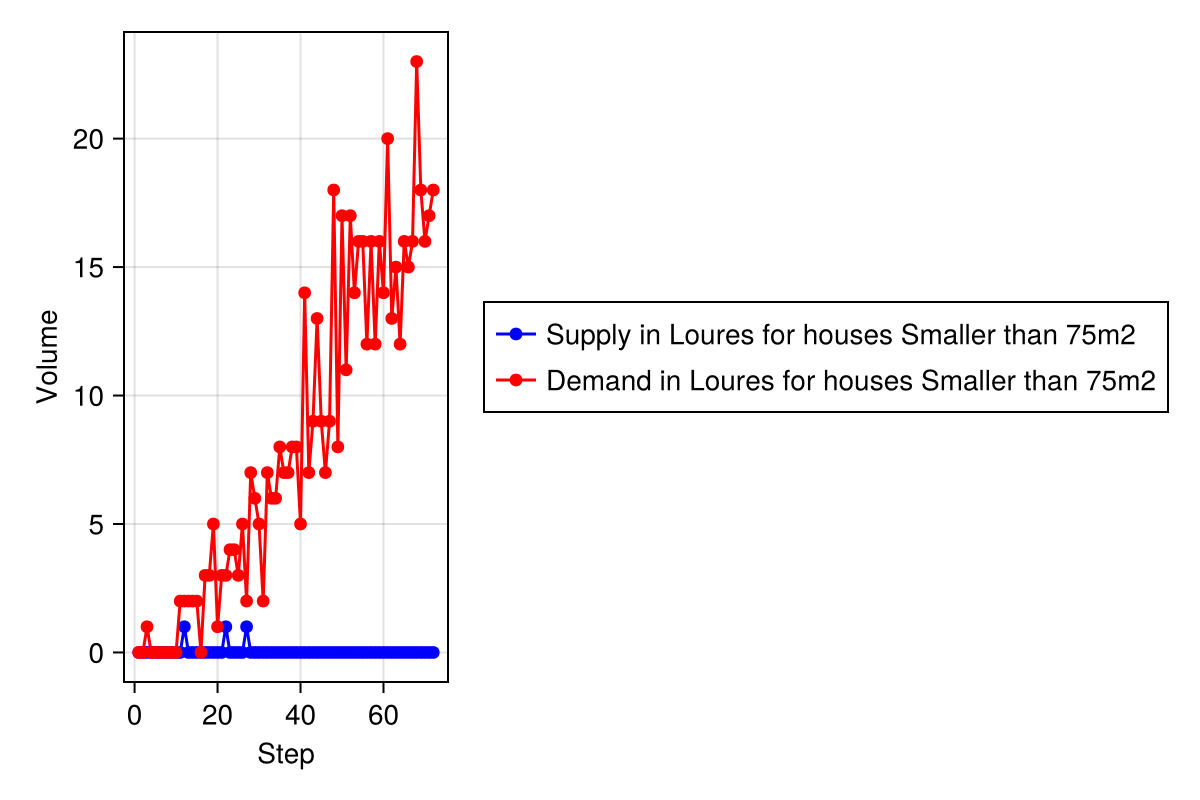 Volume
20
15
10
5
0
0 20 40 60
Step
Supply in Loures for houses Smaller than 75m2
Demand in Loures for houses Smaller than 75m2